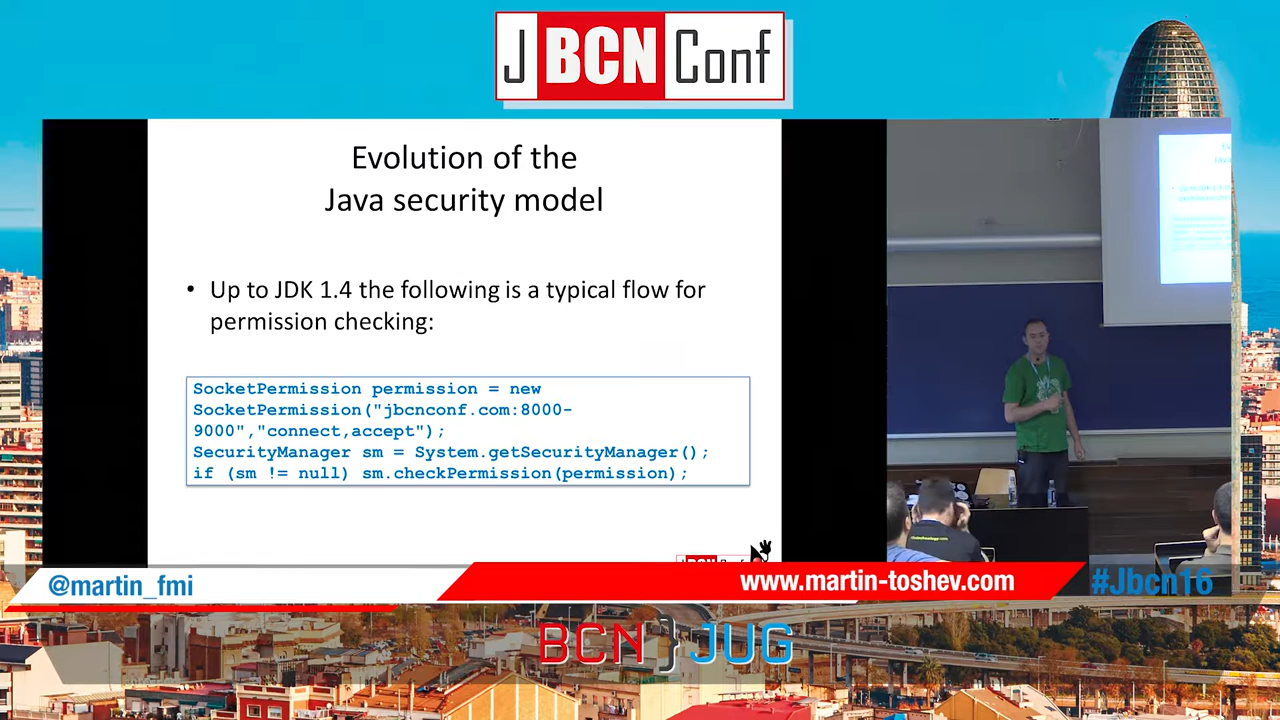 J BCN Conf
Evolution of the
Java security model
• Up to JDK 1.4 the following is a typical flow for
permission checking:
SocketPermission permission = new
SocketPermission("jbcnconf.com:8000-
9000","connect,accept");
SecurityManager sm = System.getSecurityManager();
if (sm != null) sm.checkPermission(permission);
@martin_fmi
www.martin-toshev.com
#Jbcn16
BCN JUG